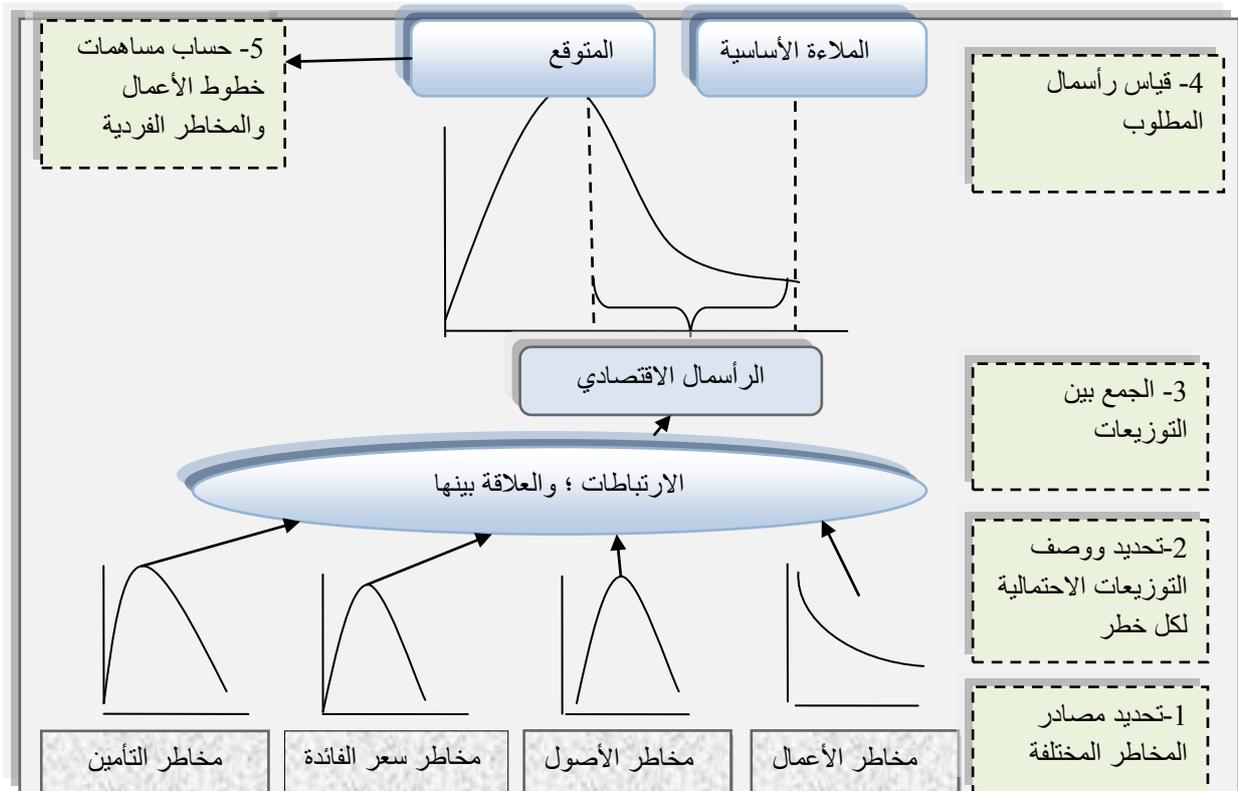 الملاءة الأساسية
المتوقع
5- حساب مساهمات
خطوط الأعمال
والمخاطر الفردية
4- قياس رأسمال
المطلوب
الرأسمال الاقتصادي
3- الجمع بين
التوزيعات
الارتباطات ؛ والعلاقة بينها
2-تحديد ووصف
التوزيعات الاحتمالية
لكل خطر
1-تحديد مصادر
المخاطر المختلفة
مخاطر الأعمال
مخاطر الأصول
مخاطر سعر الفائدة
مخاطر التأمين